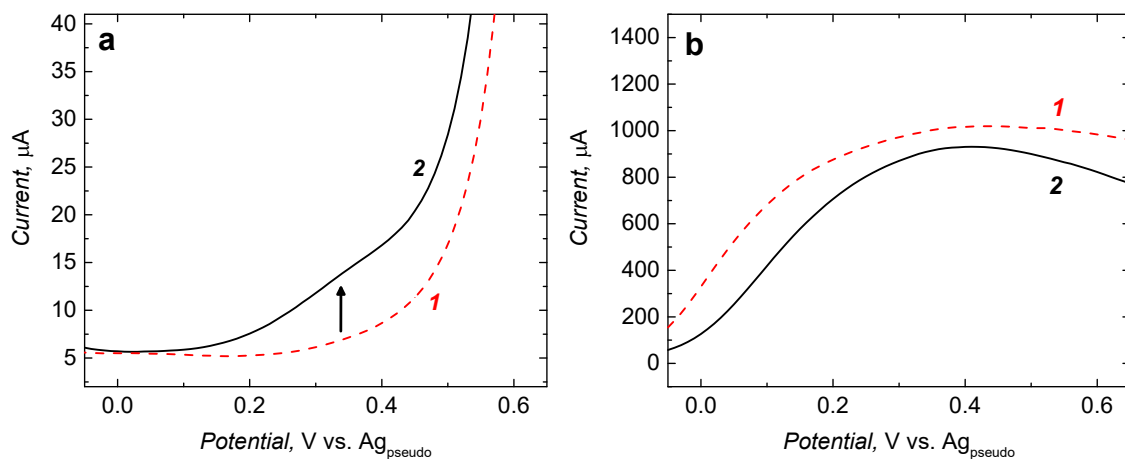 a
40
35
30
25
20
15
10
5
Current, μA
2
1
0.0 0.2 0.4 0.6
Potential, V vs. Ag_pseudo
b
1400
1200
1000
800
600
400
200
0
Current, μA
1
2
0.0 0.2 0.4 0.6
Potential, V vs. Ag_pseudo